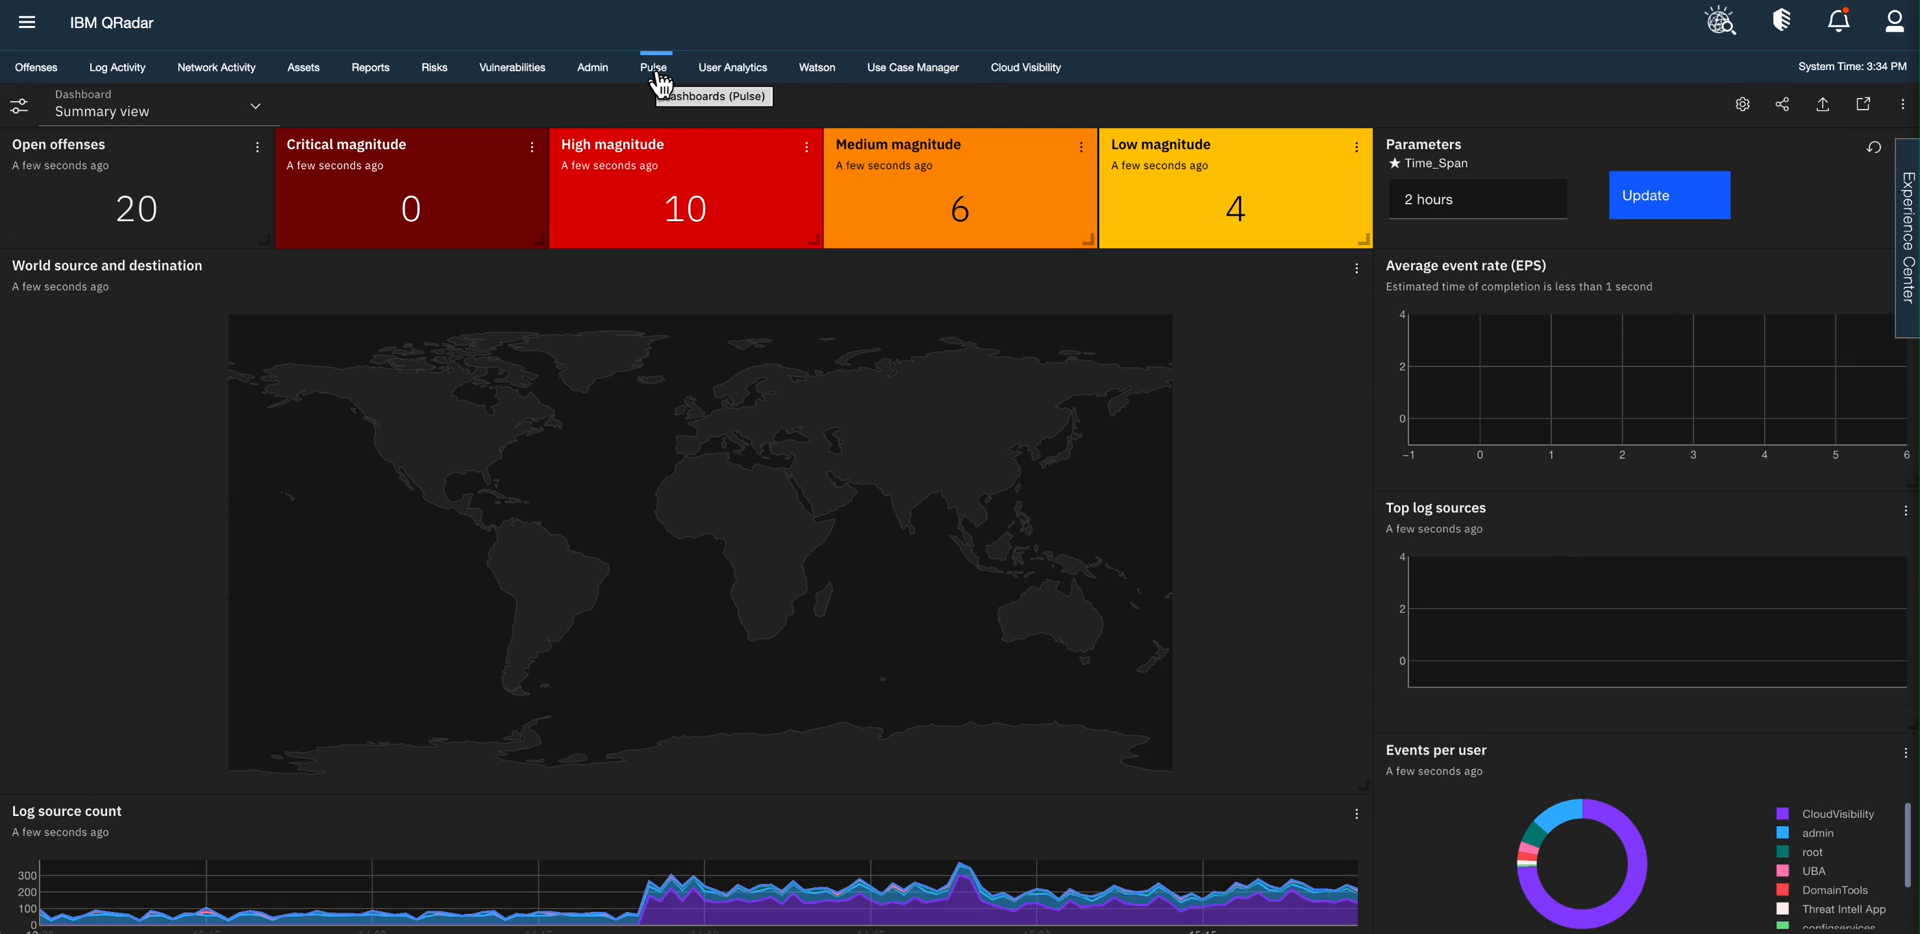 IBM QRadar
Offenses Log Activity Network Activity Assets Reports Risks Vulnerabilities Admin Pulse User Analytics Watson Use Case Manager Cloud Visibility System Time: 3:34 PM
ashboards (Pulse)
Dashboard
Summary view
Open offenses
A few seconds ago
20
Critical magnitude
A few seconds ago
0
High magnitude
A few seconds ago
10
Medium magnitude
A few seconds ago
6
Low magnitude
A few seconds ago
4
Parameters
★ Time_Span
2 hours
Update
Experience Center
World source and destination
A few seconds ago
Average event rate (EPS)
Estimated time of completion is less than 1 second
4
2
0
-1 0 1 2 3 4 5 6
Top log sources
A few seconds ago
4
2
0
Log source count
A few seconds ago
300
200
100
0
Events per user
A few seconds ago
CloudVisibility
admin
root
UBA
DomainTools
Threat Intell App
configservices